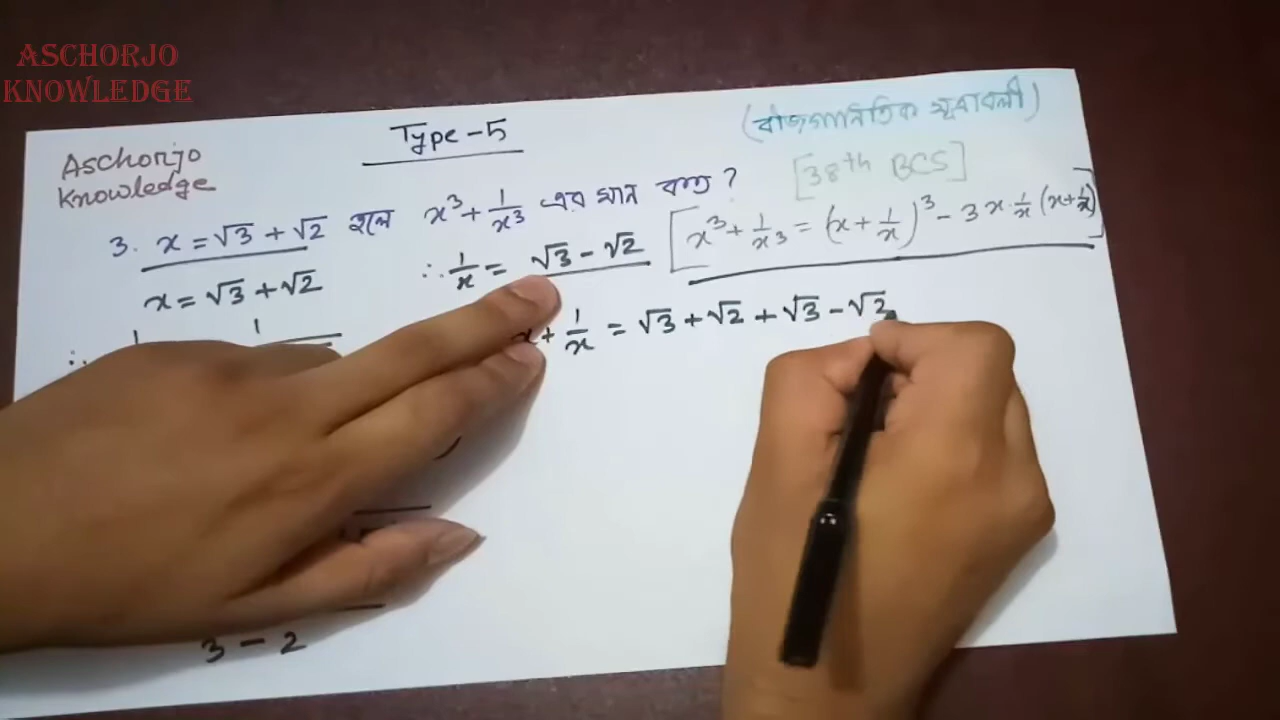 ASCHORJO
KNOWLEDGE
Aschorjo
Knowledge
Type-5
(বীজগানিতিক সূত্রাবলী)
[38th BCS]
3. x = √3 + √2 হলে x³ + 1/x³ এর মান কত?
[x³ + 1/x³ = (x + 1/x)³ - 3x·1/x (x + 1/x)]
x = √3 + √2
∴ 1/x = √3 - √2
x + 1/x = √3 + √2 + √3 - √2
∴ 1
1
3 - 2